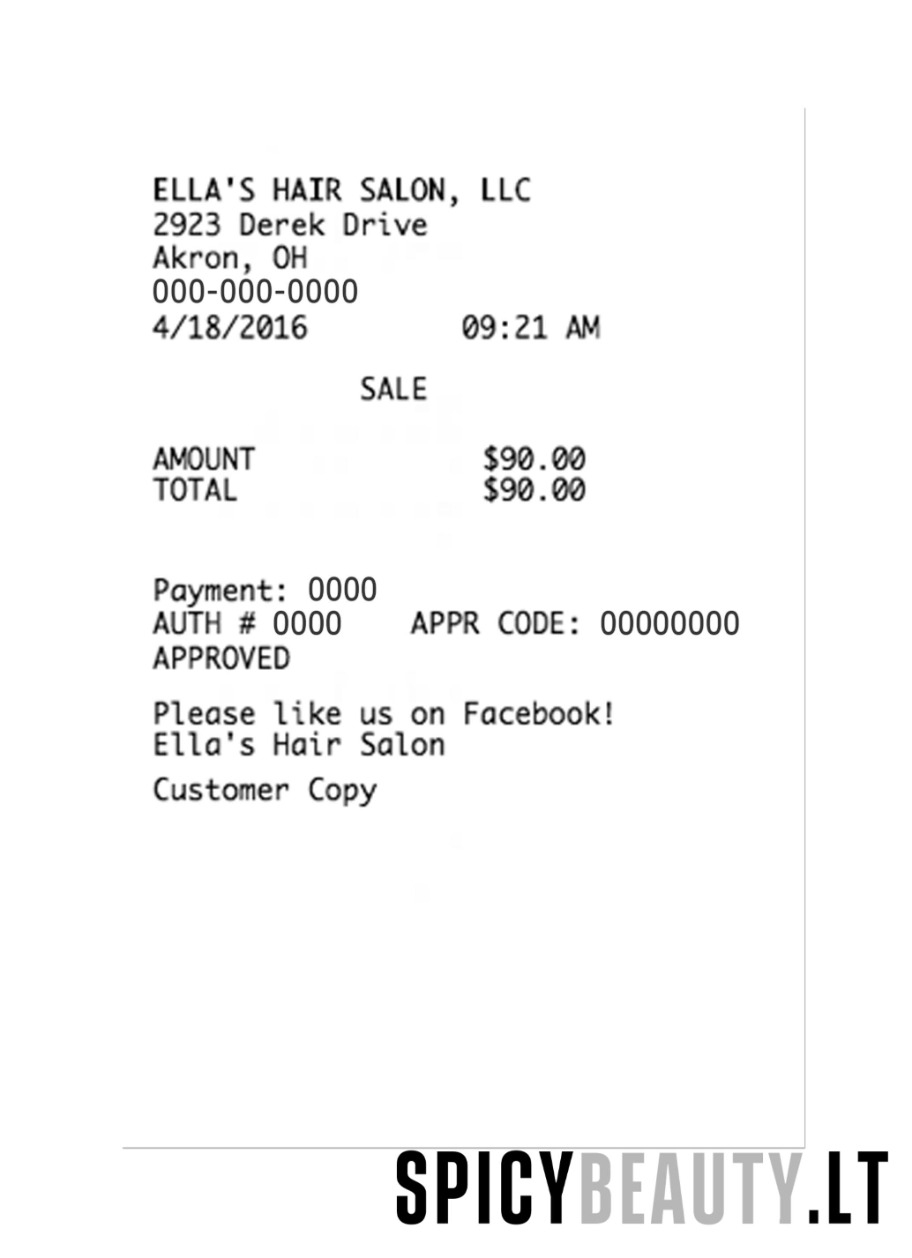 ELLA'S HAIR SALON, LLC
2923 Derek Drive
Akron, OH
000-000-0000
4/18/2016 09:21 AM
SALE
AMOUNT $90.00
TOTAL $90.00
Payment: 0000
AUTH # 0000 APPR CODE: 00000000
APPROVED
Please like us on Facebook!
Ella's Hair Salon
Customer Copy
SPICYBEAUTY.LT